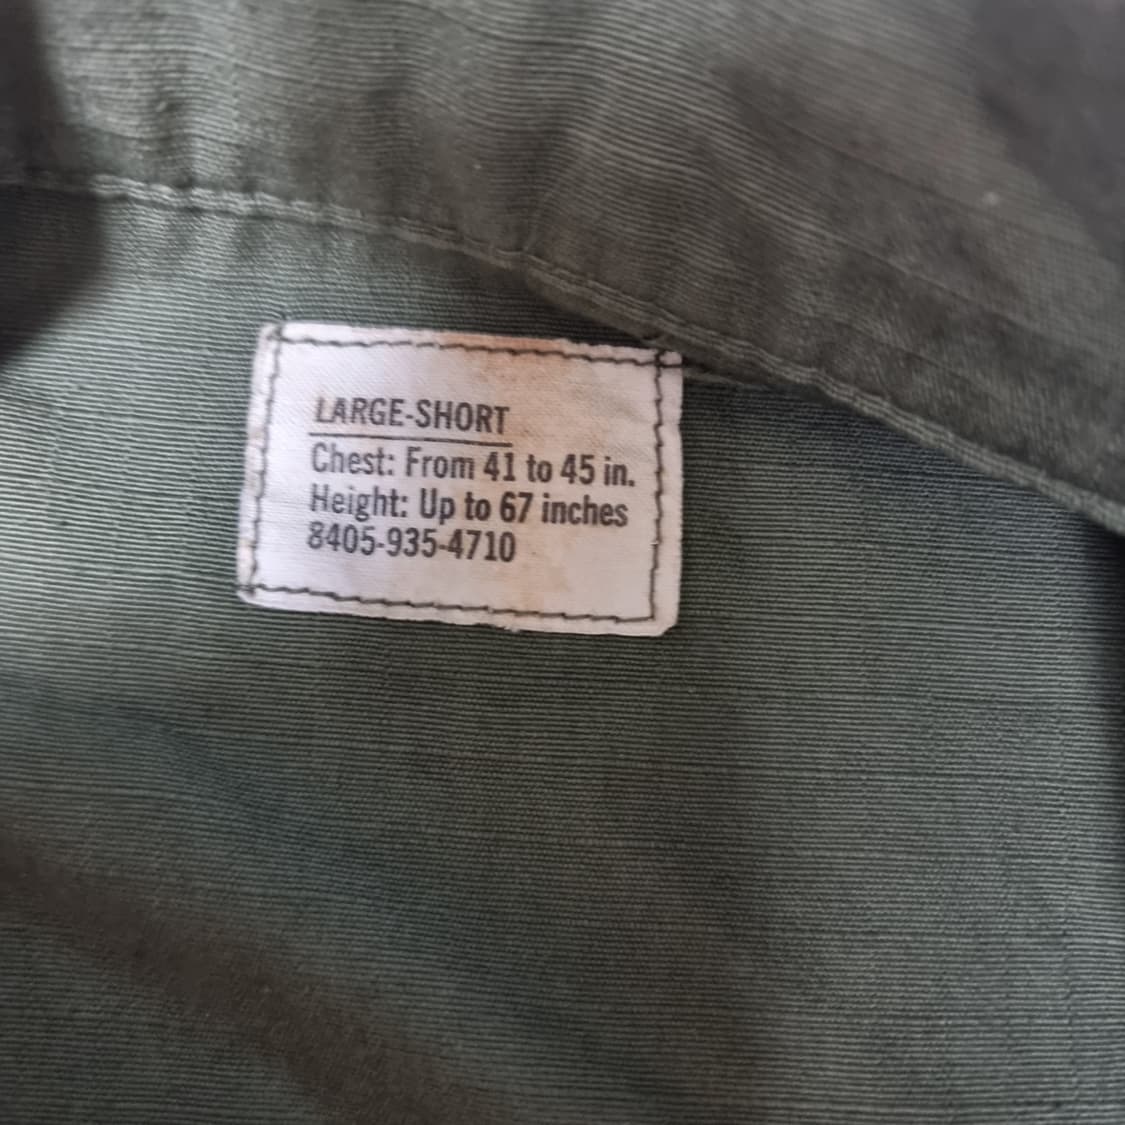 LARGE-SHORT
Chest: From 41 to 45 in.
Height: Up to 67 inches
8405-935-4710